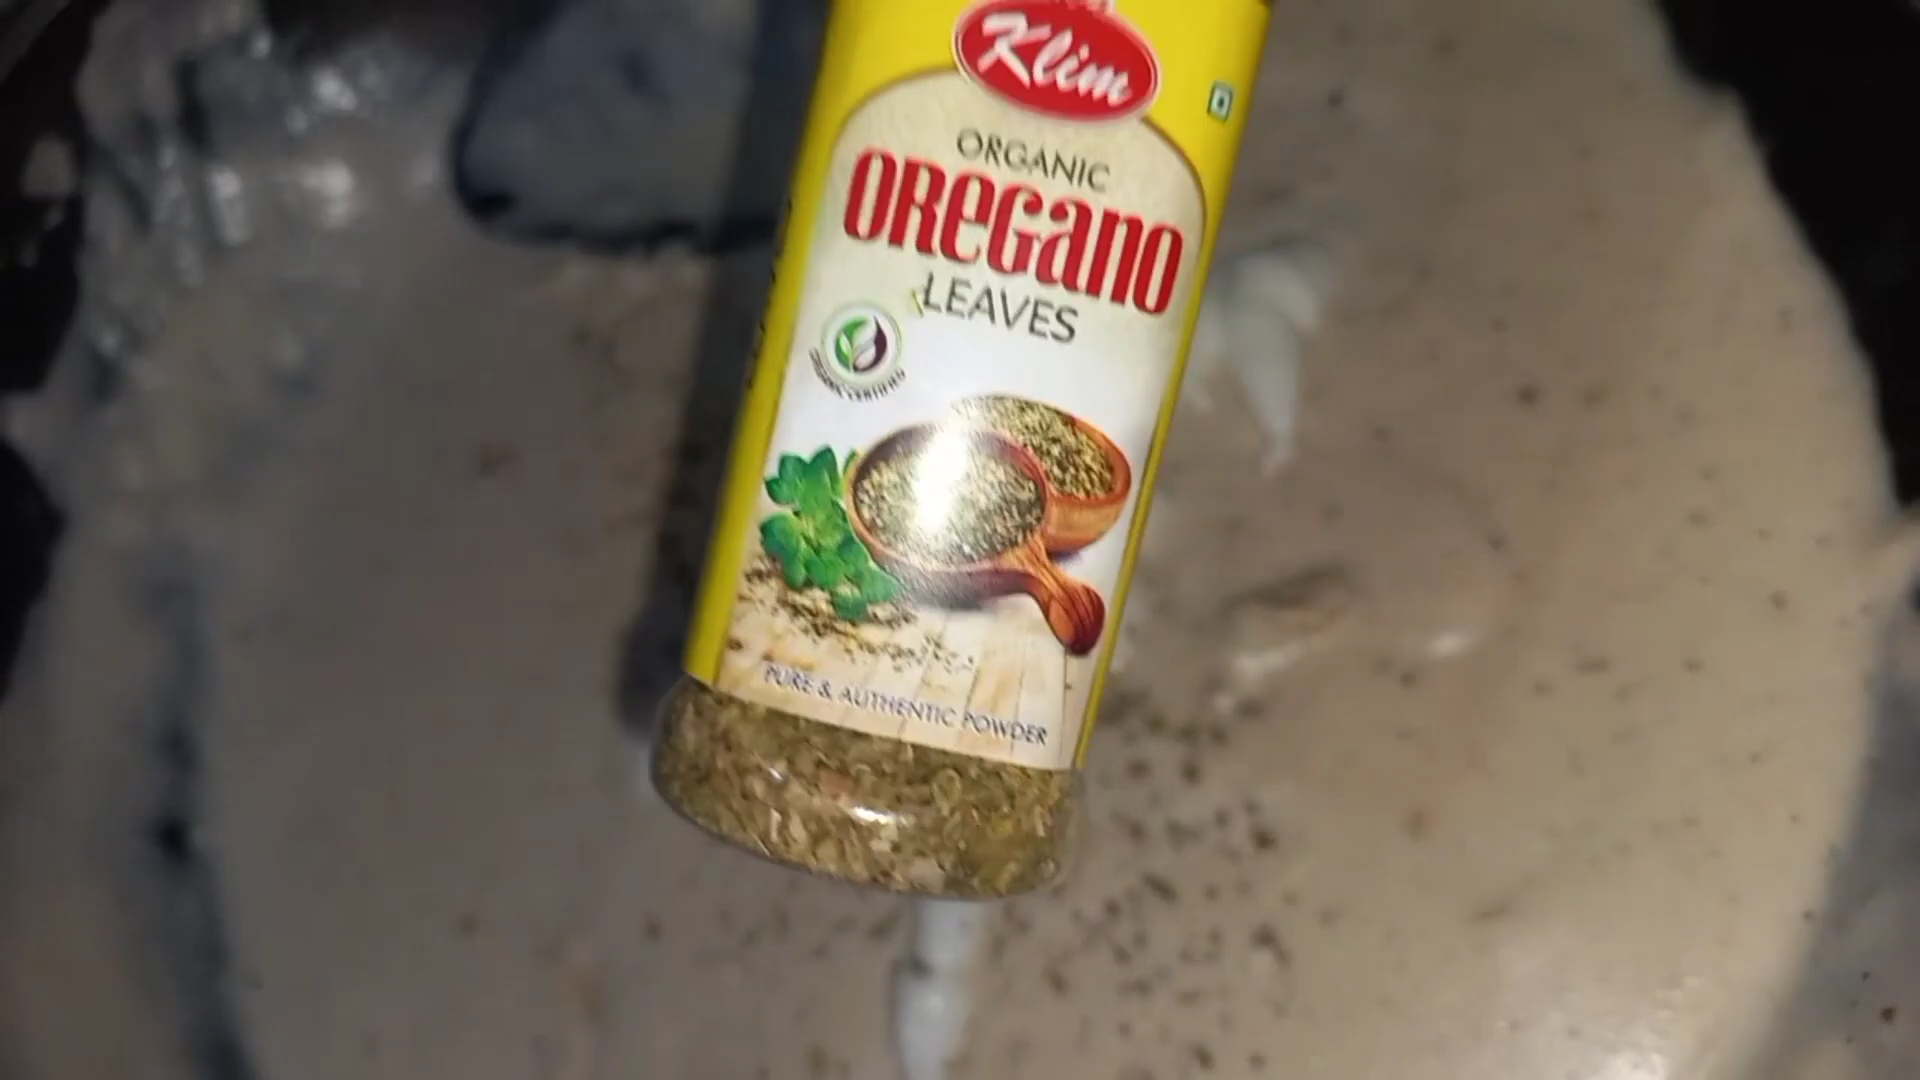 Klim
ORGANIC
OREGANO
LEAVES
PURE & AUTHENTIC POWDER